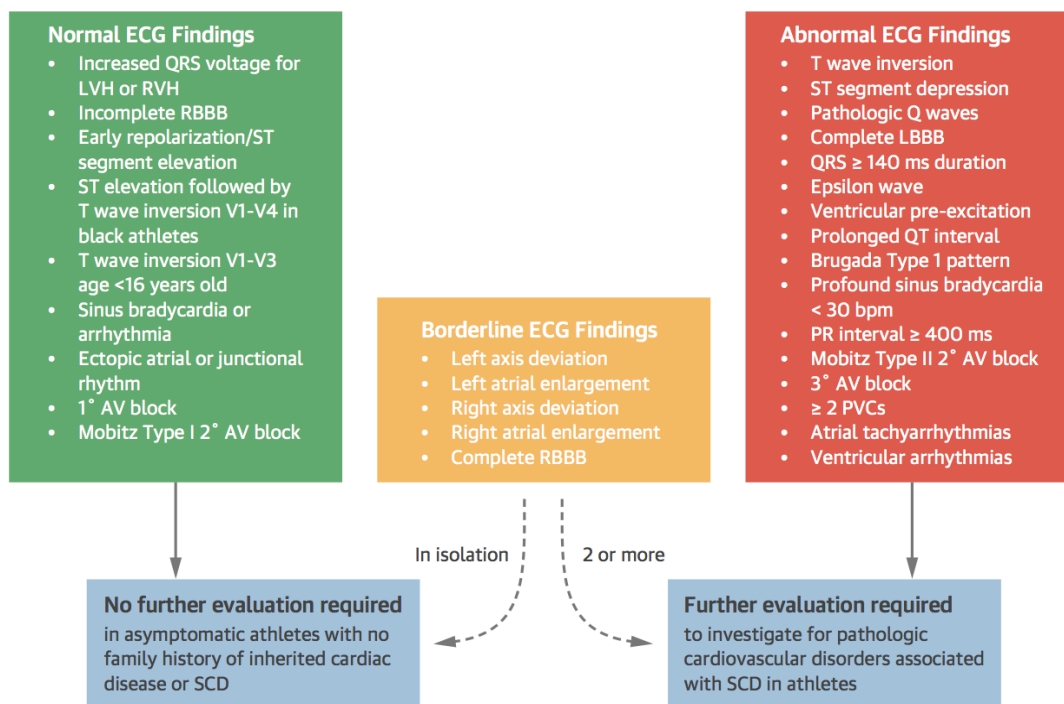 Normal ECG Findings
• Increased QRS voltage for
LVH or RVH
• Incomplete RBBB
• Early repolarization/ST
segment elevation
• ST elevation followed by
T wave inversion V1-V4 in
black athletes
• T wave inversion V1-V3
age <16 years old
• Sinus bradycardia or
arrhythmia
• Ectopic atrial or junctional
rhythm
• 1˚ AV block
• Mobitz Type I 2˚ AV block
Borderline ECG Findings
• Left axis deviation
• Left atrial enlargement
• Right axis deviation
• Right atrial enlargement
• Complete RBBB
Abnormal ECG Findings
• T wave inversion
• ST segment depression
• Pathologic Q waves
• Complete LBBB
• QRS ≥ 140 ms duration
• Epsilon wave
• Ventricular pre-excitation
• Prolonged QT interval
• Brugada Type 1 pattern
• Profound sinus bradycardia
< 30 bpm
• PR interval ≥ 400 ms
• Mobitz Type II 2˚ AV block
• 3˚ AV block
• ≥ 2 PVCs
• Atrial tachyarrhythmias
• Ventricular arrhythmias
In isolation
2 or more
No further evaluation required
in asymptomatic athletes with no
family history of inherited cardiac
disease or SCD
Further evaluation required
to investigate for pathologic
cardiovascular disorders associated
with SCD in athletes